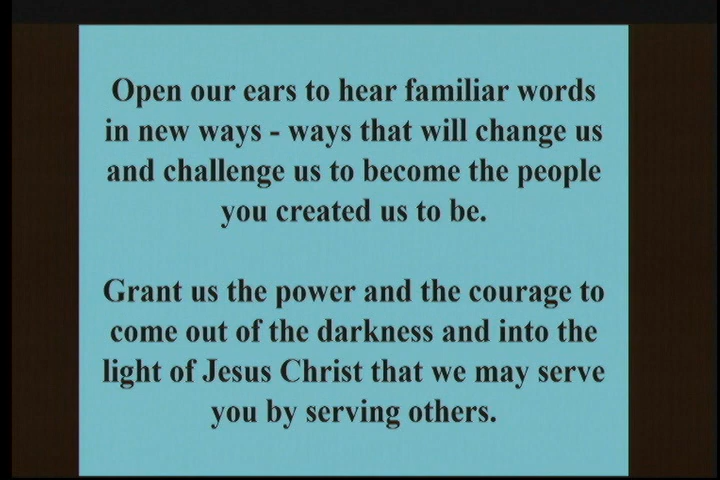 Open our ears to hear familiar words
in new ways - ways that will change us
and challenge us to become the people
you created us to be.
Grant us the power and the courage to
come out of the darkness and into the
light of Jesus Christ that we may serve
you by serving others.